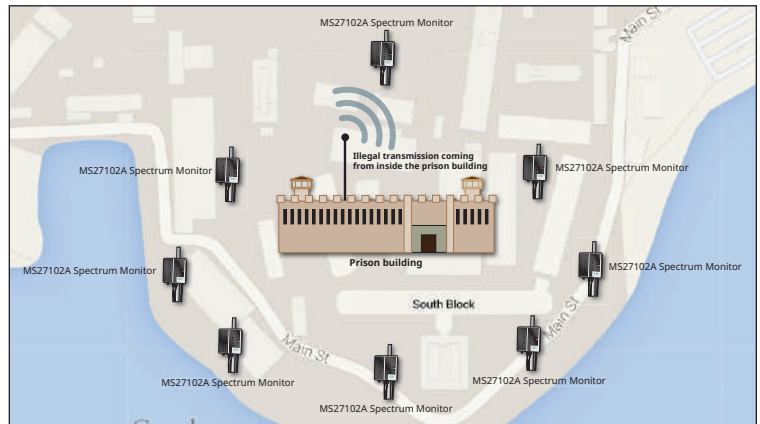 MS27102A Spectrum Monitor
Main St
Illegal transmission coming
from inside the prison building
MS27102A Spectrum Monitor
MS27102A Spectrum Monitor
Prison building
MS27102A Spectrum Monitor
MS27102A Spectrum Monitor
South Block
Main St
Main St
MS27102A Spectrum Monitor
MS27102A Spectrum Monitor
MS27102A Spectrum Monitor